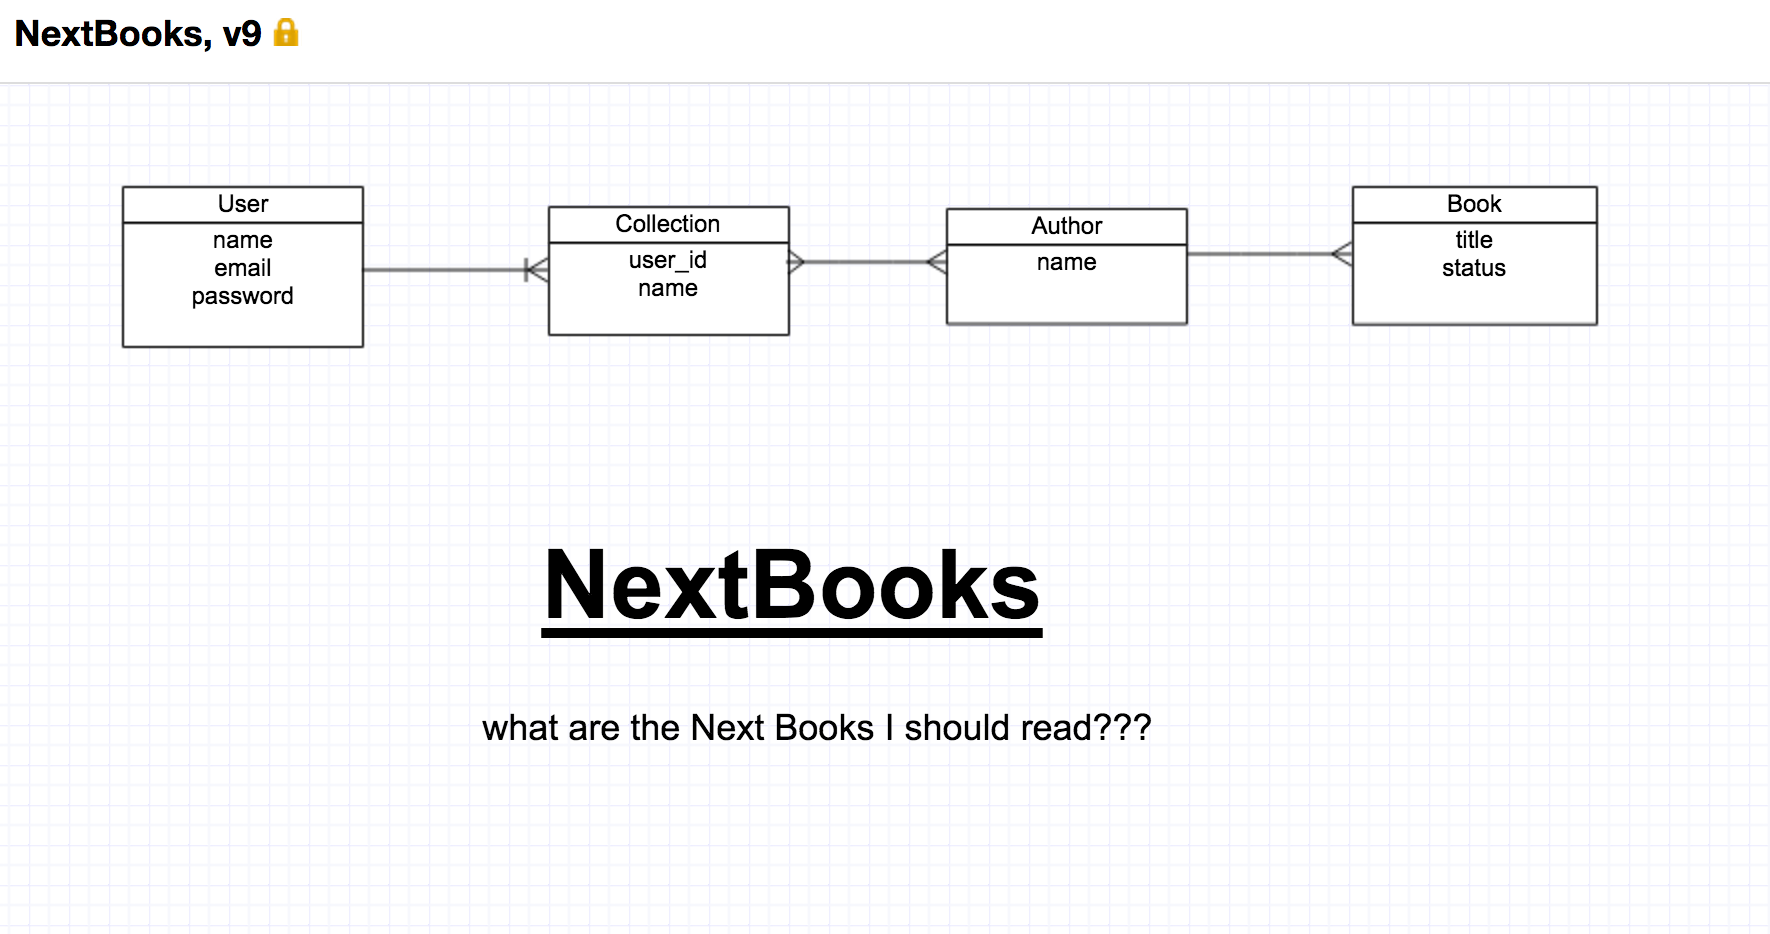 NextBooks, v9
User
name
email
password
Collection
user_id
name
Author
name
Book
title
status
NextBooks
what are the Next Books I should read???